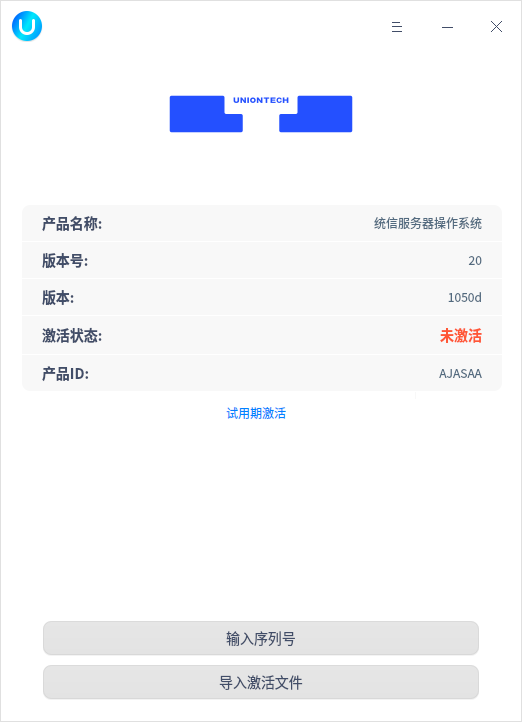 UNIONTECH
产品名称: 统信服务器操作系统
版本号: 20
版本: 1050d
激活状态: 未激活
产品ID: AJASAA
试用期激活
输入序列号
导入激活文件